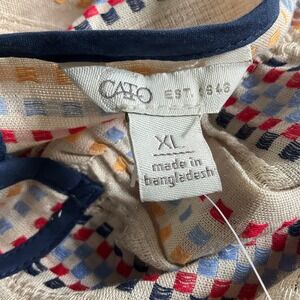 CATO EST. 1946
XL
made in
bangladesh